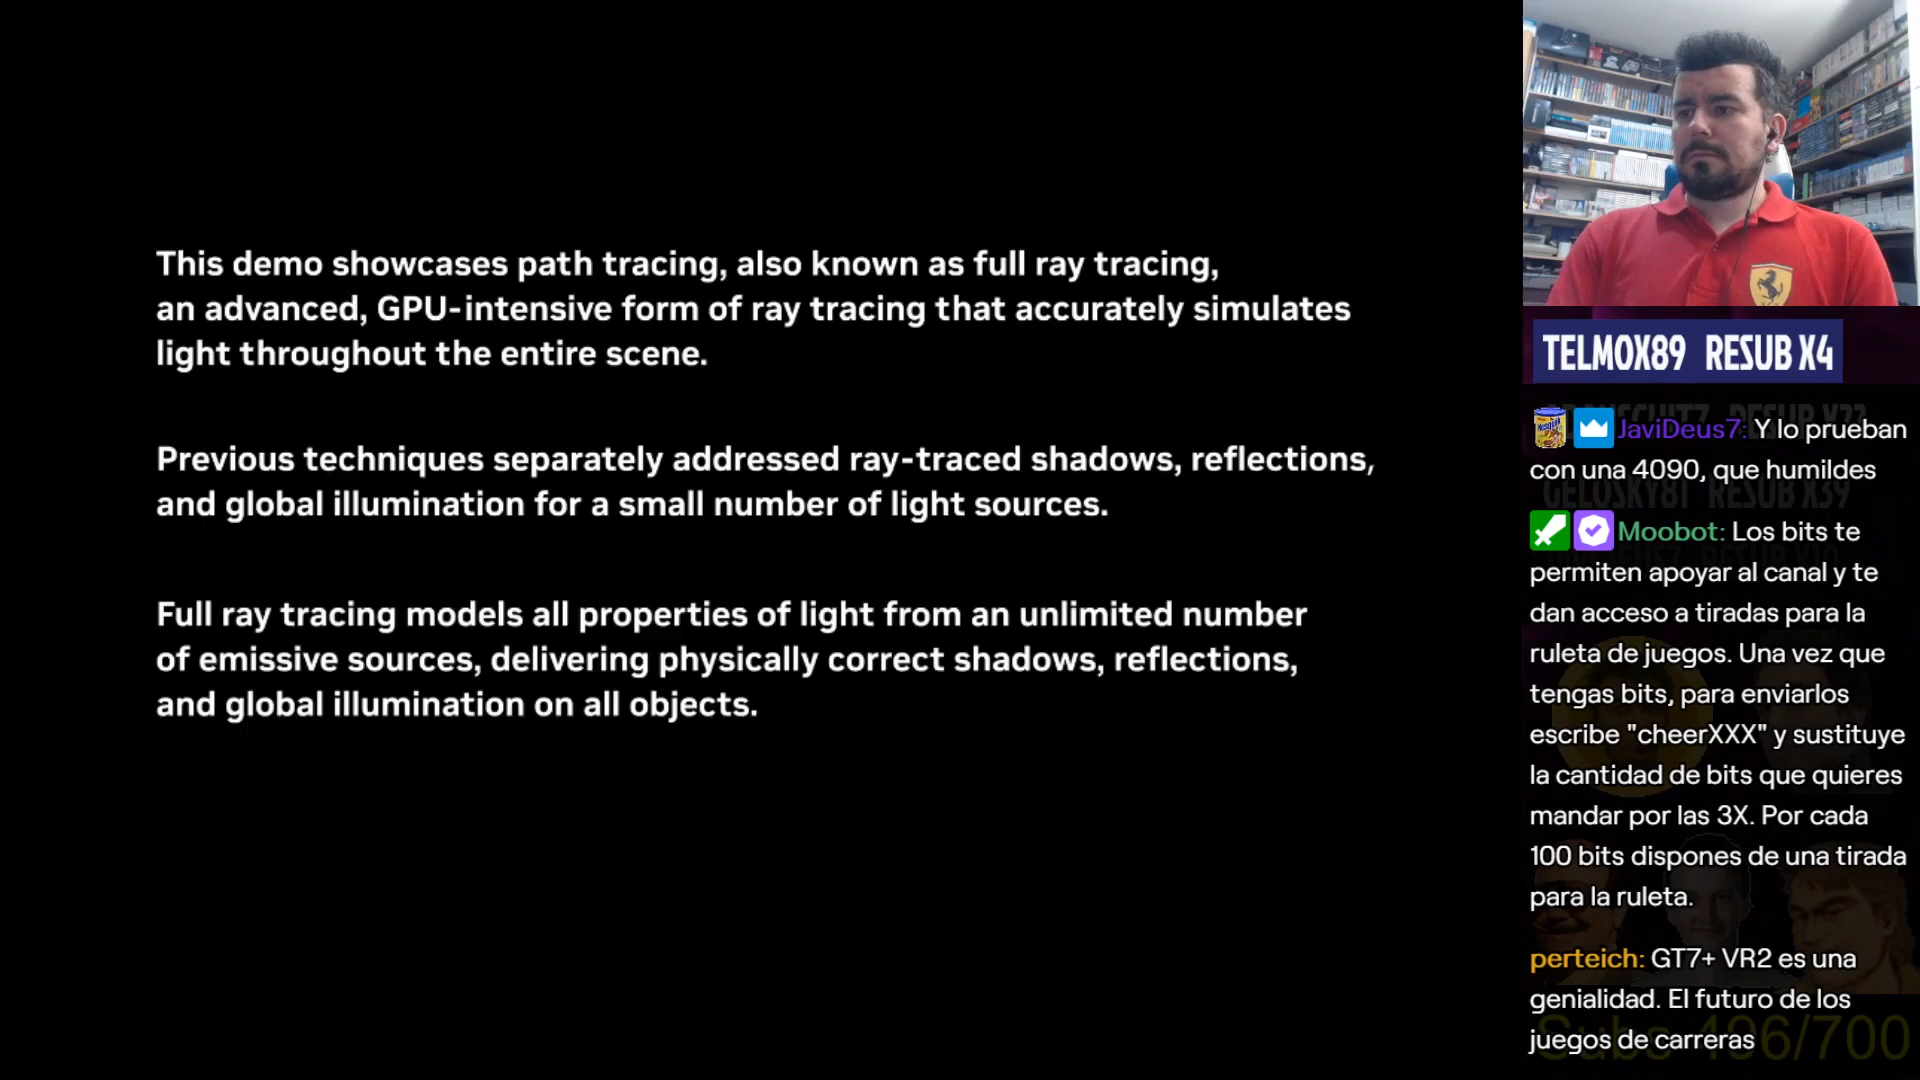 This demo showcases path tracing, also known as full ray tracing,
an advanced, GPU-intensive form of ray tracing that accurately simulates
light throughout the entire scene.
Previous techniques separately addressed ray-traced shadows, reflections,
and global illumination for a small number of light sources.
Full ray tracing models all properties of light from an unlimited number
of emissive sources, delivering physically correct shadows, reflections,
and global illumination on all objects.
TELMOX89 RESUB X4
JaviDeus7: Y lo prueban
con una 4090, que humildes
Moobot: Los bits te
permiten apoyar al canal y te
dan acceso a tiradas para la
ruleta de juegos. Una vez que
tengas bits, para enviarlos
escribe "cheerXXX" y sustituye
la cantidad de bits que quieres
mandar por las 3X. Por cada
100 bits dispones de una tirada
para la ruleta.
perteich: GT7+ VR2 es una
genialidad. El futuro de los
juegos de carreras
Subs 496/700